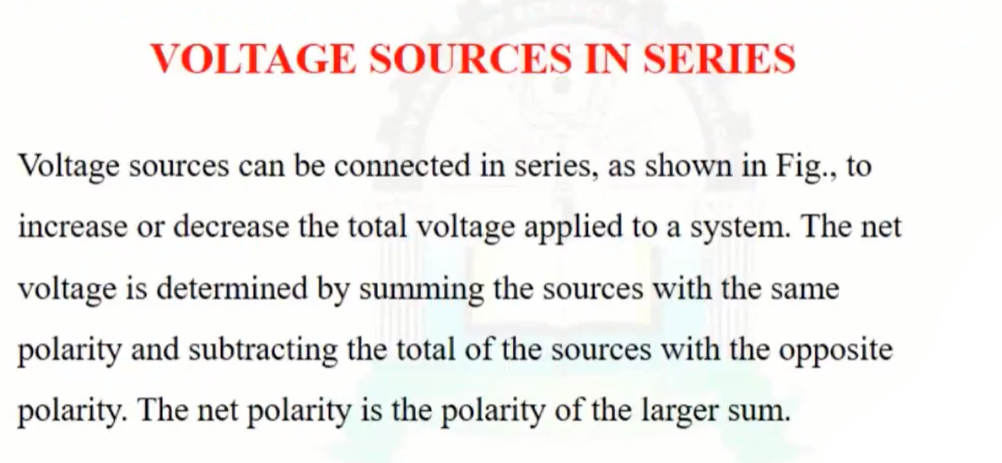 VOLTAGE SOURCES IN SERIES
Voltage sources can be connected in series, as shown in Fig., to
increase or decrease the total voltage applied to a system. The net
voltage is determined by summing the sources with the same
polarity and subtracting the total of the sources with the opposite
polarity. The net polarity is the polarity of the larger sum.